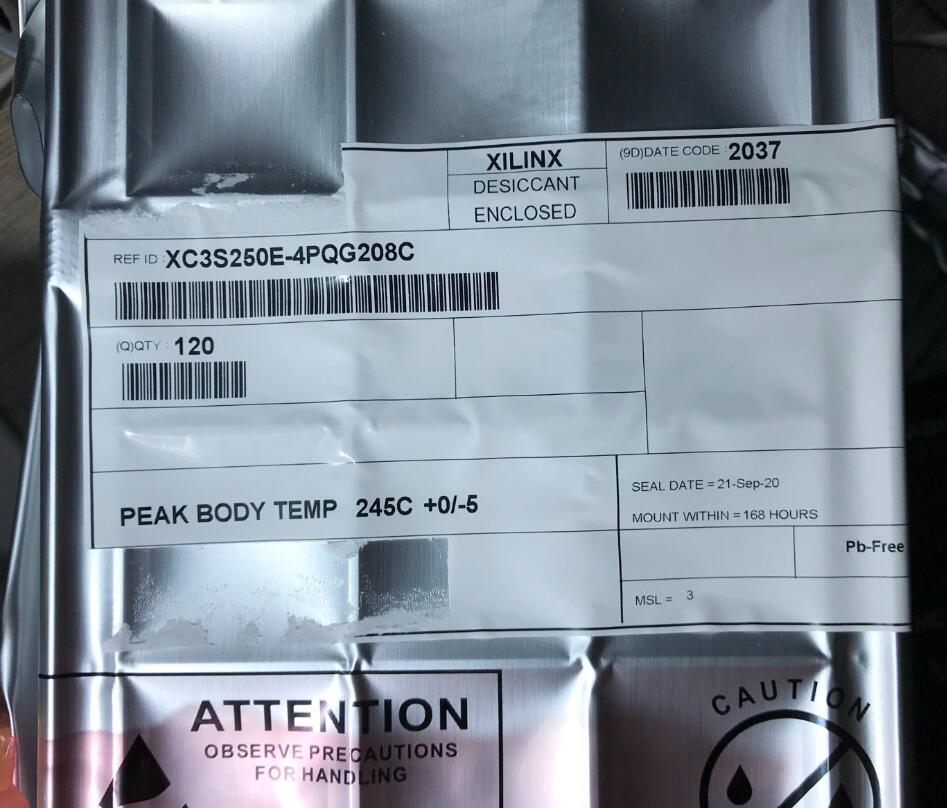 XILINX
DESICCANT
ENCLOSED
(9D)DATE CODE : 2037
REF ID : XC3S250E-4PQG208C
(Q)QTY : 120
PEAK BODY TEMP 245C +0/-5
SEAL DATE = 21-Sep-20
MOUNT WITHIN = 168 HOURS
Pb-Free
MSL = 3
ATTENTION
OBSERVE PRECAUTIONS
FOR HANDLING
CAUTION